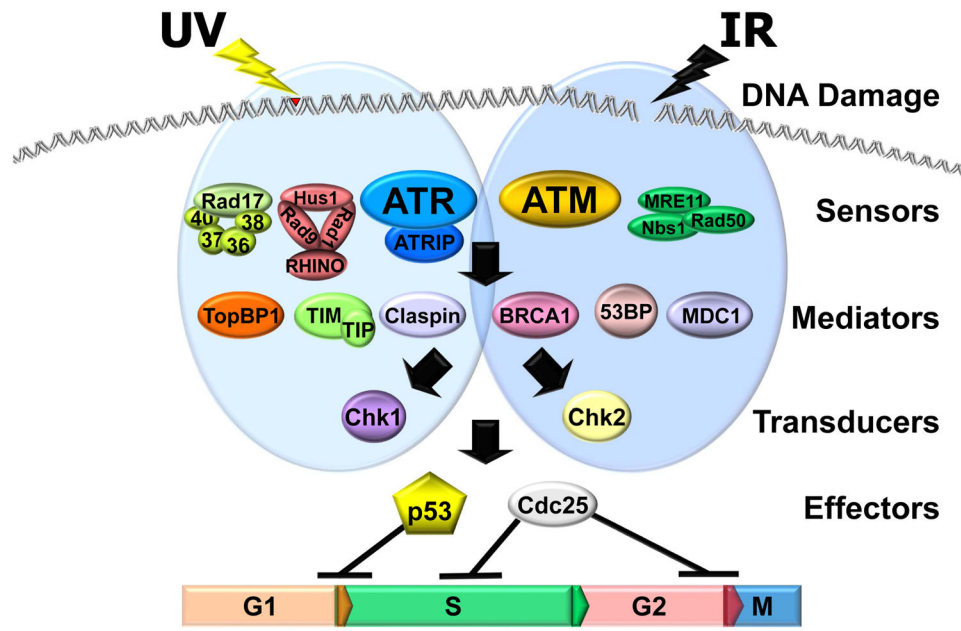 UV
IR
DNA Damage
Rad17
40
38
37
36
Hus1
Rad9
Rad1
RHINO
ATR
ATRIP
ATM
MRE11
Nbs1
Rad50
Sensors
TopBP1
TIM
TIP
Claspin
BRCA1
53BP
MDC1
Mediators
Chk1
Chk2
Transducers
p53
Cdc25
Effectors
G1
S
G2
M